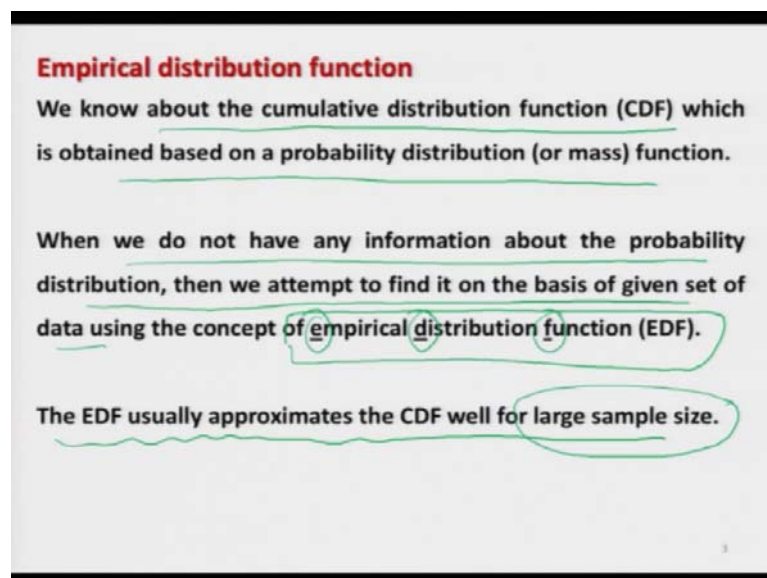 Empirical distribution function
We know about the cumulative distribution function (CDF) which
is obtained based on a probability distribution (or mass) function.
When we do not have any information about the probability
distribution, then we attempt to find it on the basis of given set of
data using the concept of empirical distribution function (EDF).
The EDF usually approximates the CDF well for large sample size.
3